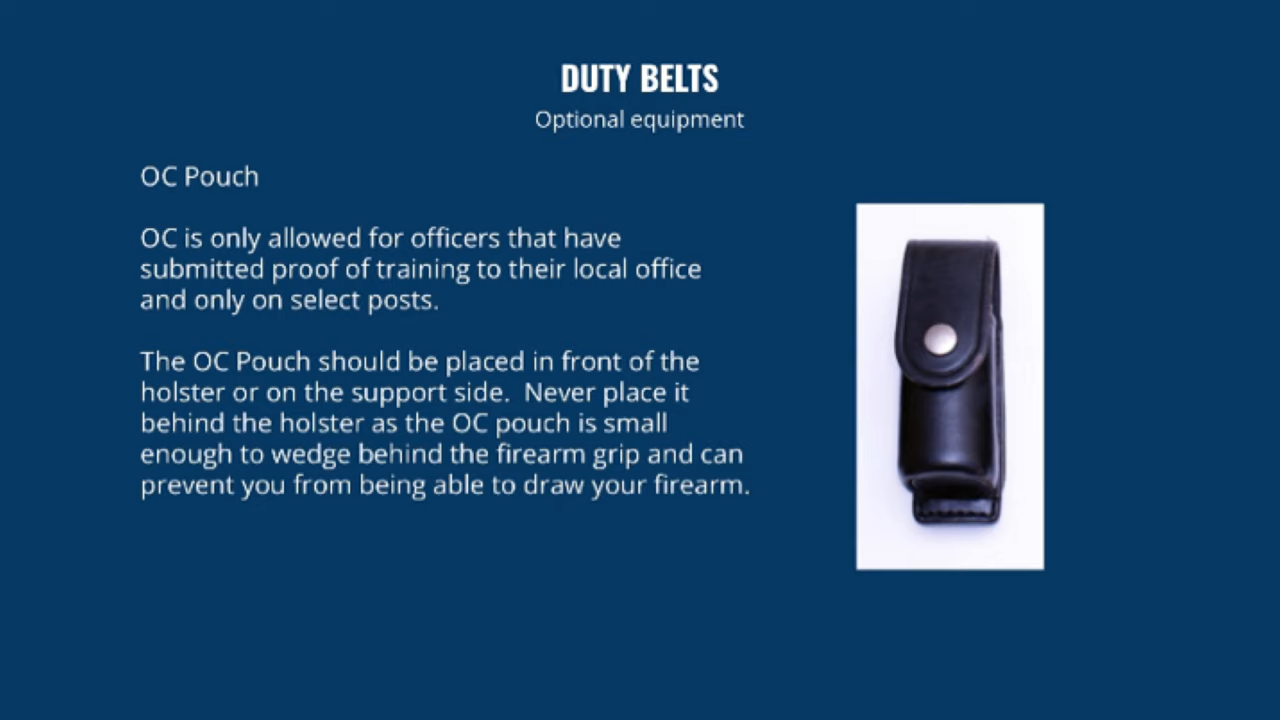 DUTY BELTS
Optional equipment
OC Pouch
OC is only allowed for officers that have
submitted proof of training to their local office
and only on select posts.
The OC Pouch should be placed in front of the
holster or on the support side.  Never place it
behind the holster as the OC pouch is small
enough to wedge behind the firearm grip and can
prevent you from being able to draw your firearm.